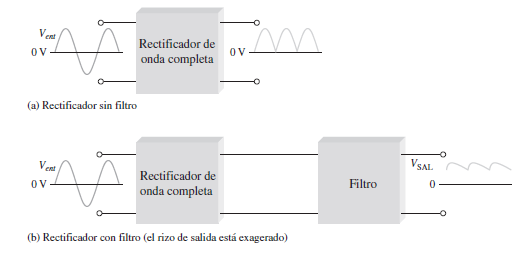 Vent
0 V
Rectificador de
onda completa
0 V
(a) Rectificador sin filtro
Vent
0 V
Rectificador de
onda completa
Filtro
VSAL
0
(b) Rectificador con filtro (el rizo de salida está exagerado)